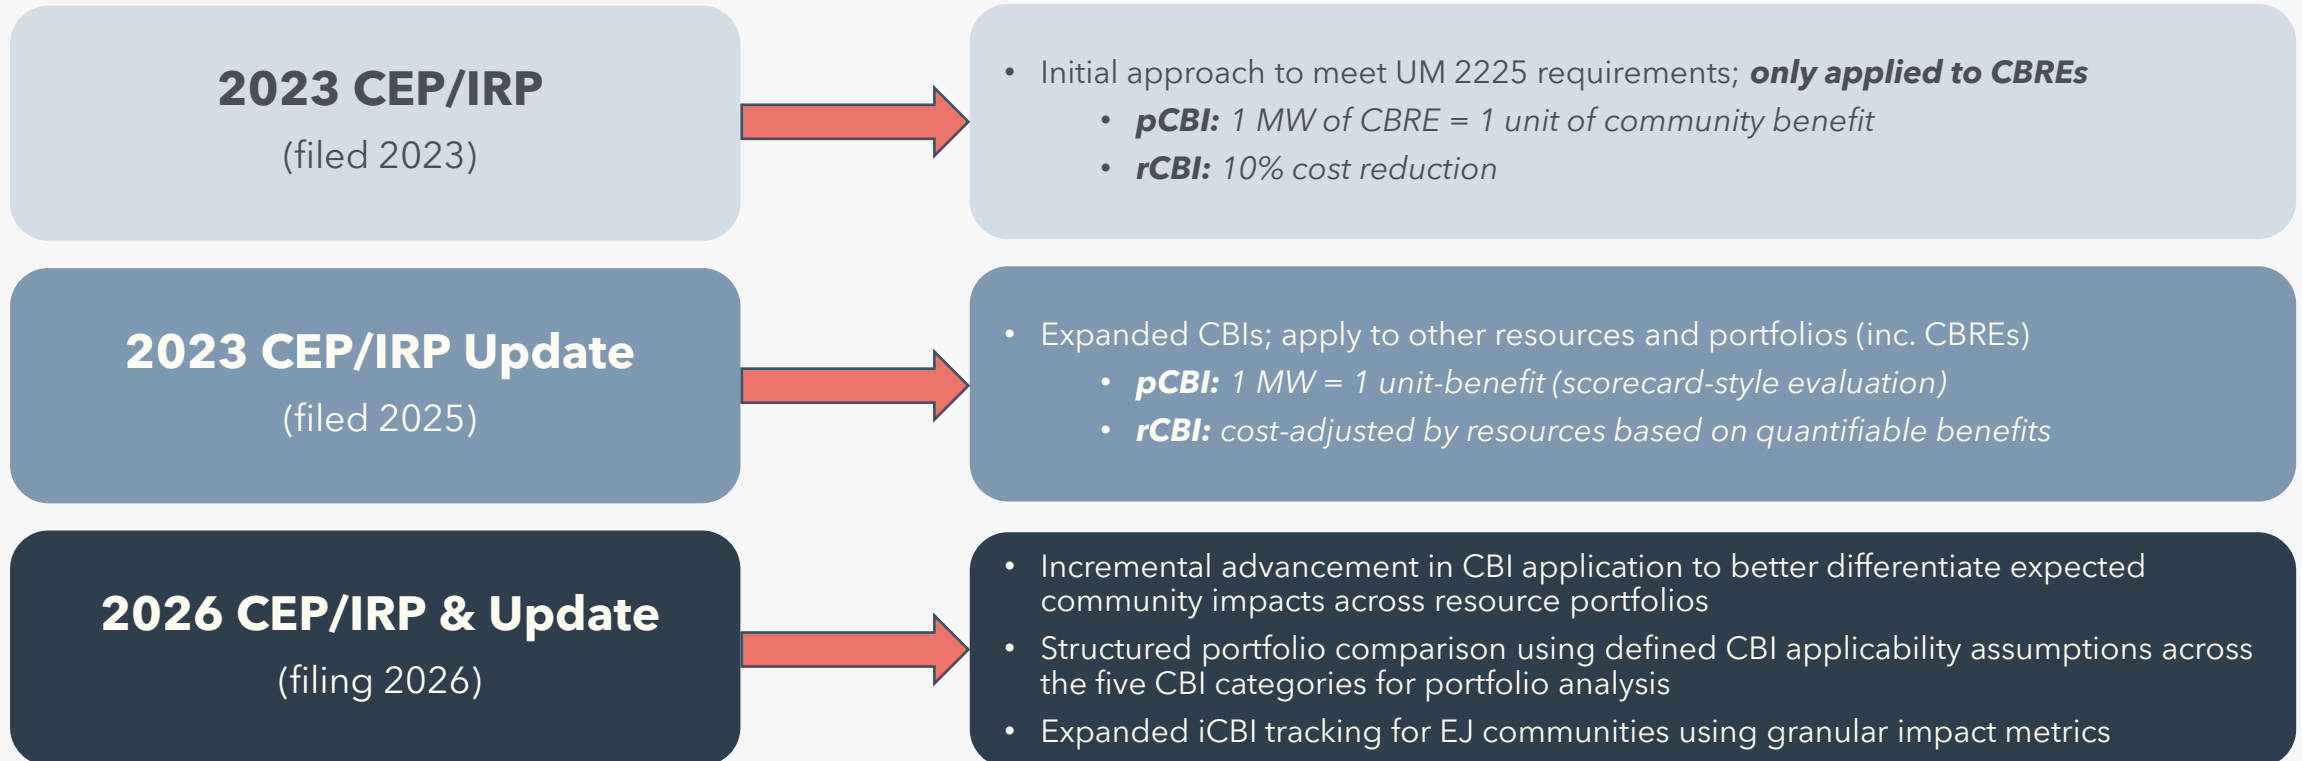 2023 CEP/IRP
(filed 2023)
• Initial approach to meet UM 2225 requirements; only applied to CBREs
• pCBI: 1 MW of CBRE = 1 unit of community benefit
• rCBI: 10% cost reduction
2023 CEP/IRP Update
(filed 2025)
• Expanded CBIs; apply to other resources and portfolios (inc. CBREs)
• pCBI: 1 MW = 1 unit-benefit (scorecard-style evaluation)
• rCBI: cost-adjusted by resources based on quantifiable benefits
2026 CEP/IRP & Update
(filing 2026)
• Incremental advancement in CBI application to better differentiate expected
community impacts across resource portfolios
• Structured portfolio comparison using defined CBI applicability assumptions across
the five CBI categories for portfolio analysis
• Expanded iCBI tracking for EJ communities using granular impact metrics